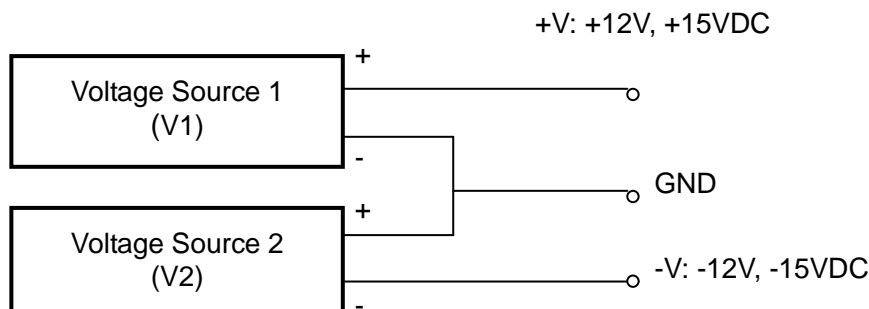 +V: +12V, +15VDC
+
Voltage Source 1
(V1)
-
GND
+
Voltage Source 2
(V2)
-V: -12V, -15VDC
-